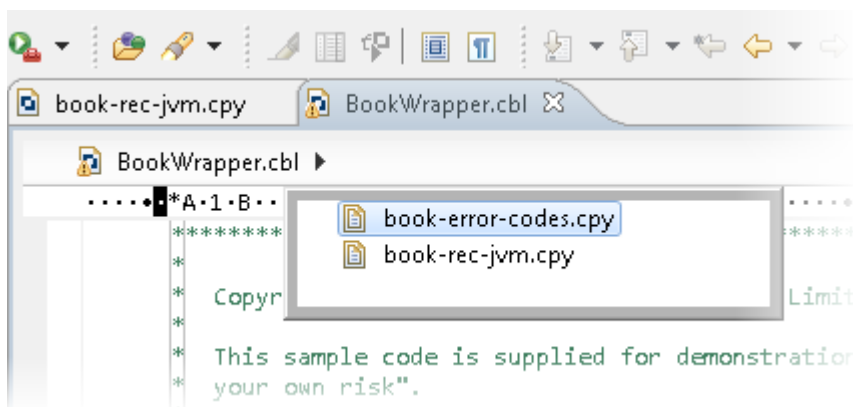 book-rec-jvm.cpy BookWrapper.cbl
BookWrapper.cbl
*A·1·B··
book-error-codes.cpy
book-rec-jvm.cpy
********
*
* Copyr Limit
*
* This sample code is supplied for demonstration
* your own risk".